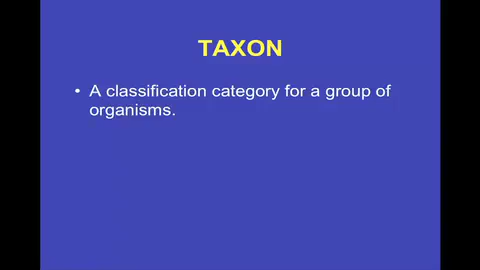 TAXON
• A classification category for a group of
organisms.